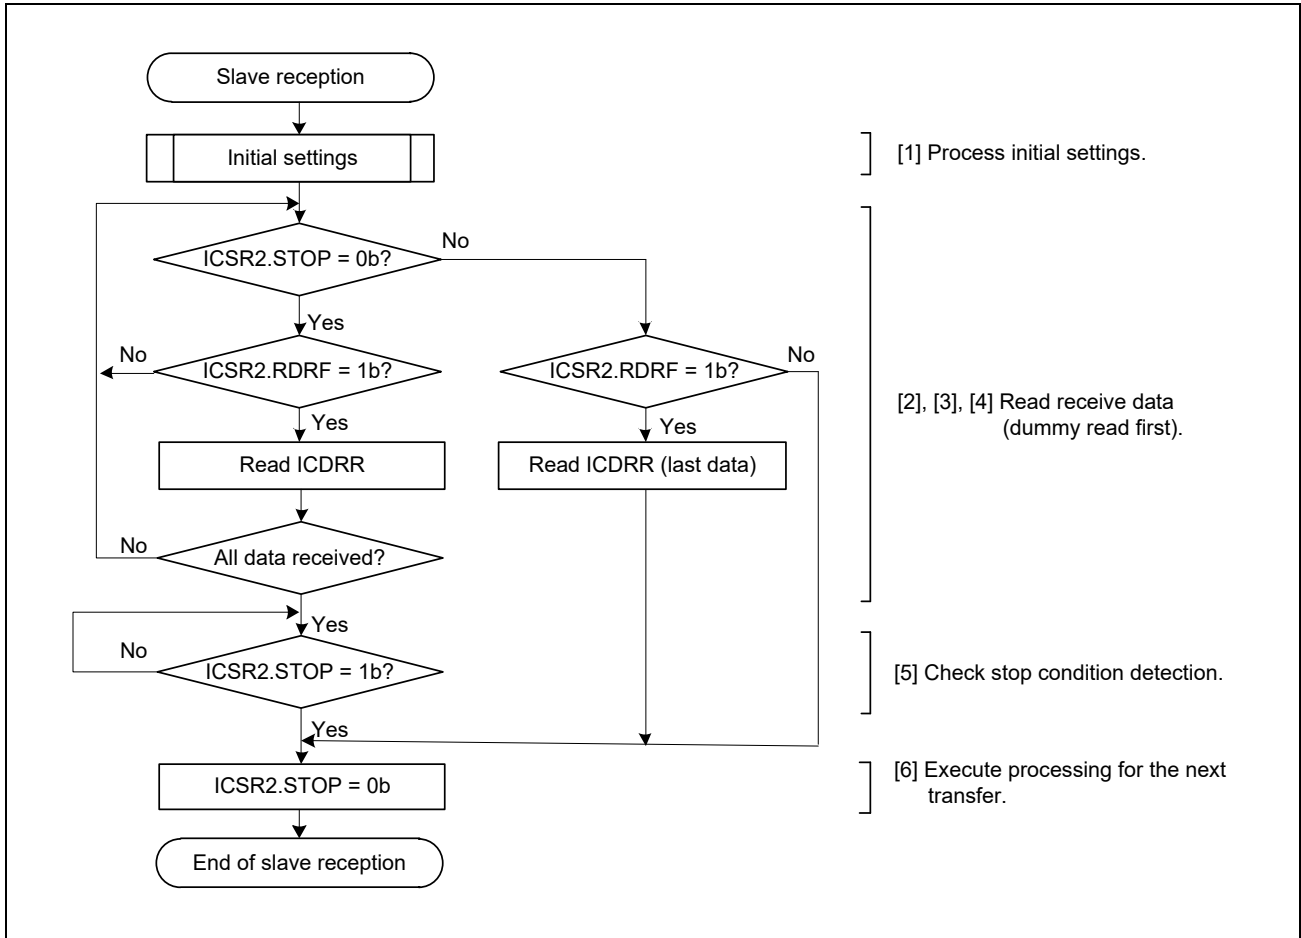 Slave reception
Initial settings
[1] Process initial settings.
ICSR2.STOP = 0b?
No
Yes
No
ICSR2.RDRF = 1b?
ICSR2.RDRF = 1b?
No
Yes
Yes
[2], [3], [4] Read receive data
(dummy read first).
Read ICDRR
Read ICDRR (last data)
No
All data received?
Yes
No
ICSR2.STOP = 1b?
[5] Check stop condition detection.
Yes
ICSR2.STOP = 0b
[6] Execute processing for the next
transfer.
End of slave reception